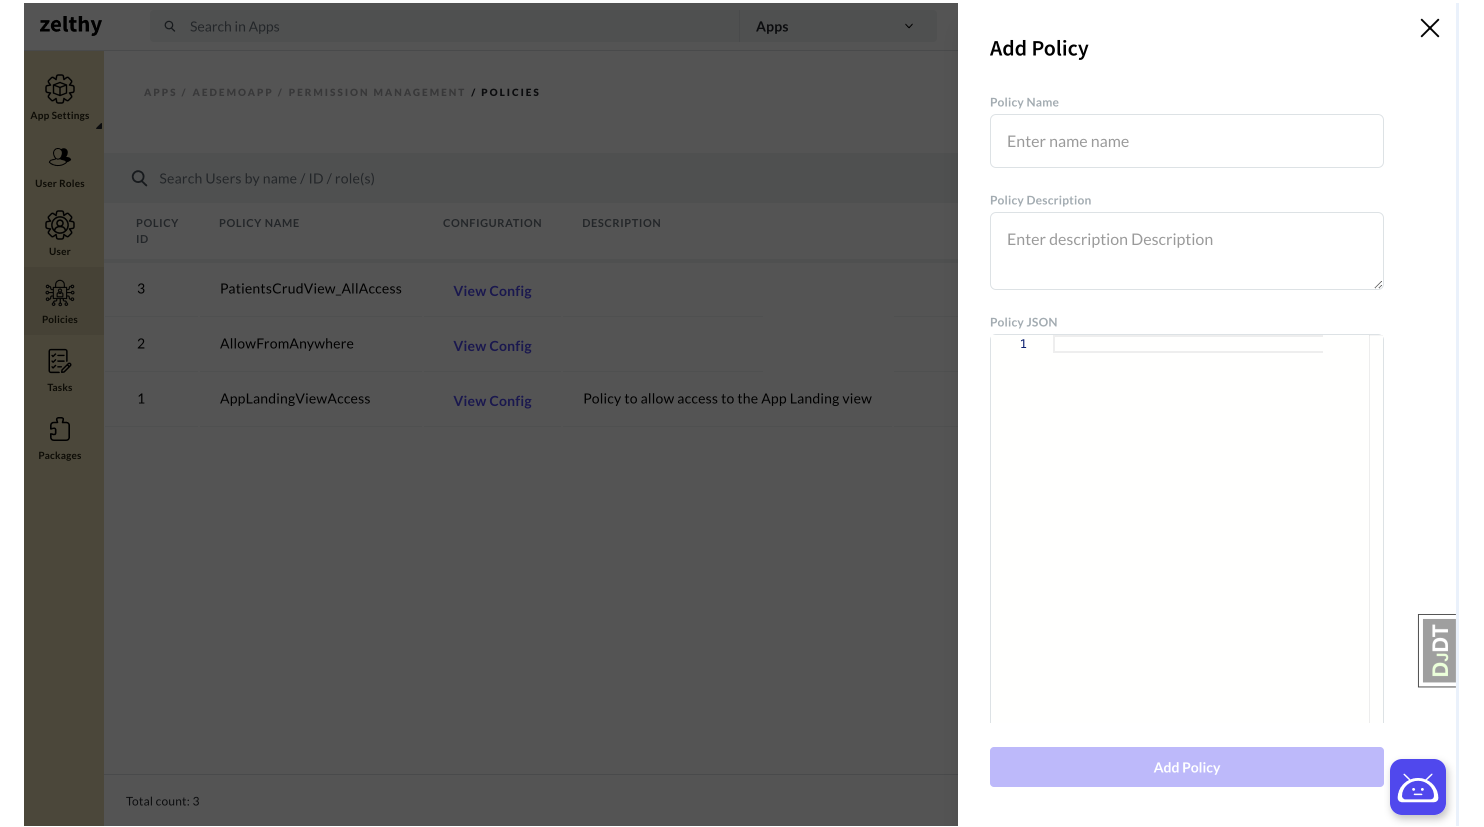 zelthy
Search in Apps
Apps
APPS / AEDEMOAPP / PERMISSION MANAGEMENT / POLICIES
App Settings
User Roles
User
Policies
Tasks
Packages
Search Users by name / ID / role(s)
POLICY ID
POLICY NAME
CONFIGURATION
DESCRIPTION
3
PatientsCrudView_AllAccess
View Config
2
AllowFromAnywhere
View Config
1
AppLandingViewAccess
View Config
Policy to allow access to the App Landing view
Total count: 3
Add Policy
Policy Name
Enter name name
Policy Description
Enter description Description
Policy JSON
1
Add Policy
DJDT